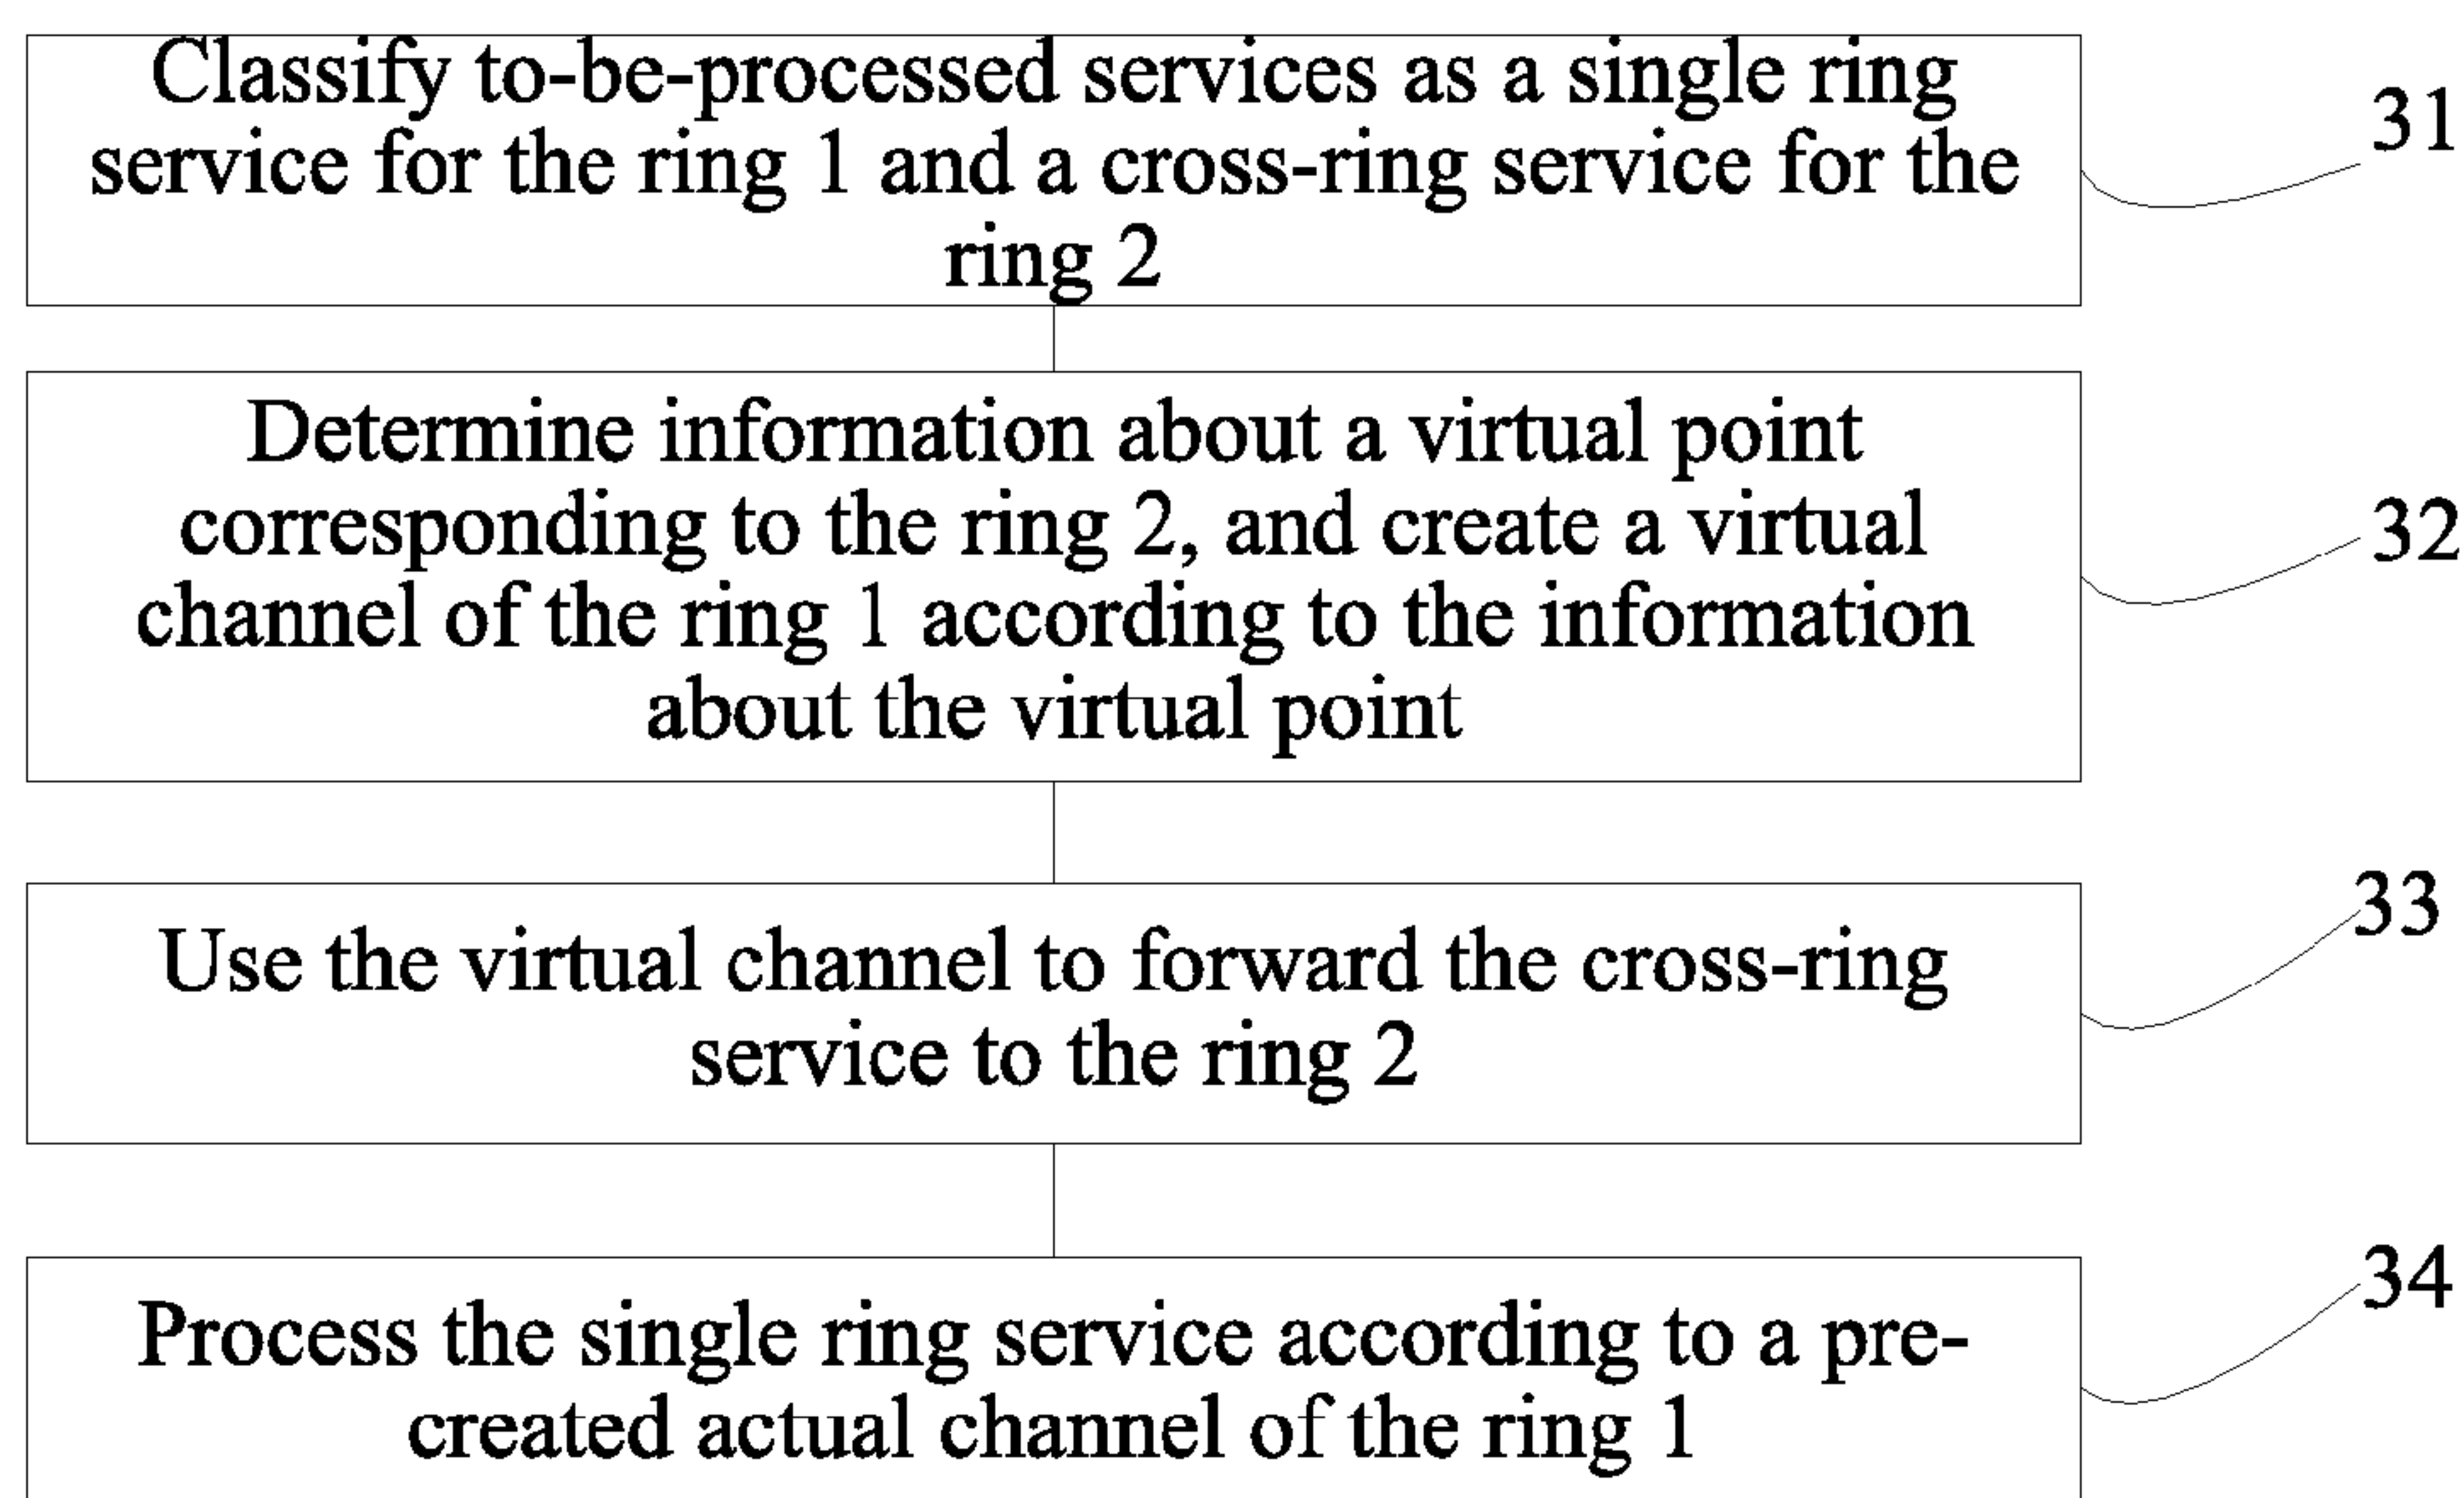 Classify to-be-processed services as a single ring
service for the ring 1 and a cross-ring service for the
ring 2
31
Determine information about a virtual point
corresponding to the ring 2, and create a virtual
channel of the ring 1 according to the information
about the virtual point
32
Use the virtual channel to forward the cross-ring
service to the ring 2
33
Process the single ring service according to a pre-
created actual channel of the ring 1
34